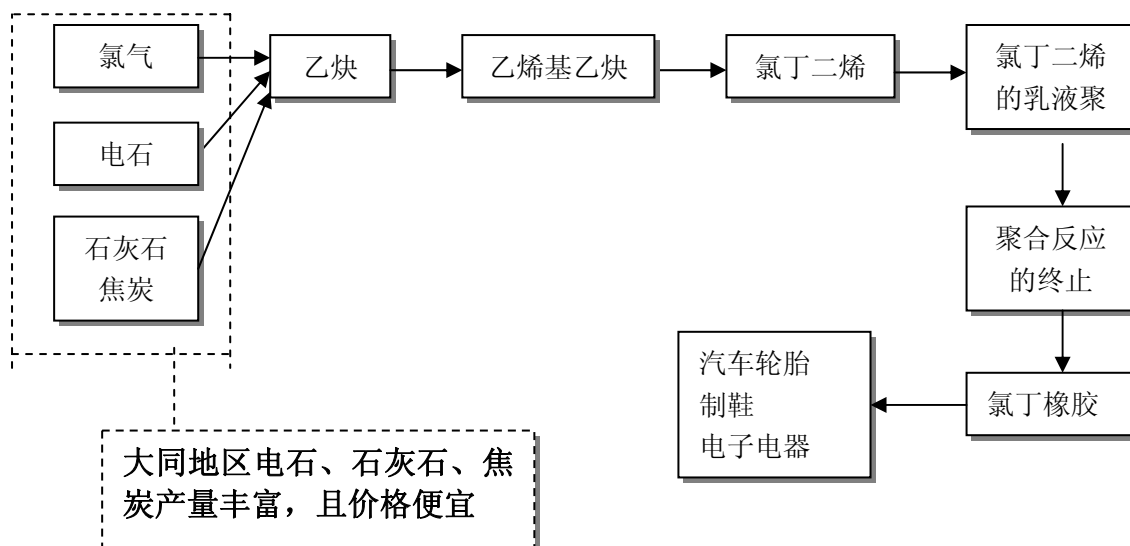 氯气
乙炔
乙烯基乙炔
氯丁二烯
氯丁二烯
的乳液聚
电石
石灰石
焦炭
聚合反应
的终止
汽车轮胎
制鞋
电子电器
氯丁橡胶
大同地区电石、石灰石、焦
炭产量丰富，且价格便宜